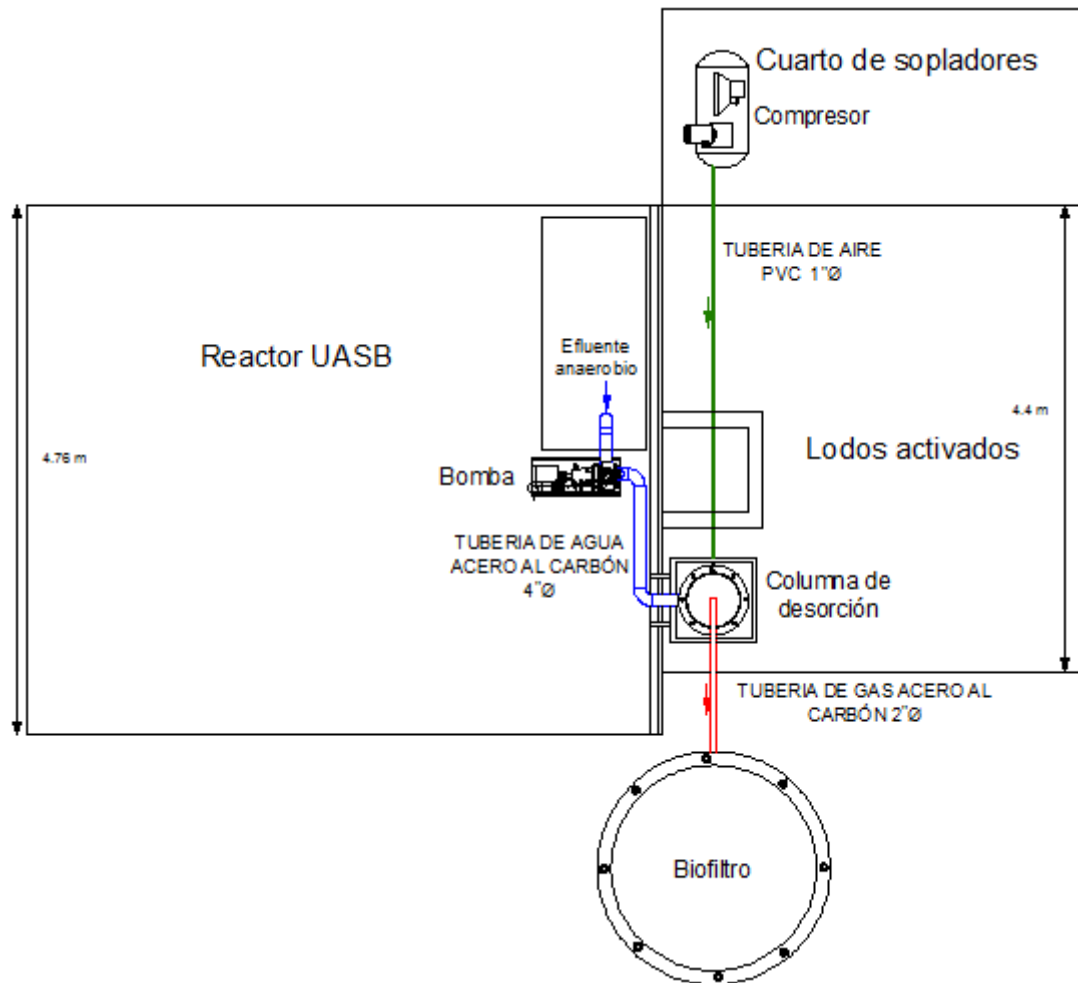 Cuarto de sopladores
Compresor
TUBERIA DE AIRE
PVC 1"Ø
Reactor UASB
Efluente
anaerobio
4.76 m
4.4 m
Bomba
Lodos activados
TUBERIA DE AGUA
ACERO AL CARBÓN
4"Ø
Columna de
desorción
TUBERIA DE GAS ACERO AL
CARBÓN 2"Ø
Biofiltro